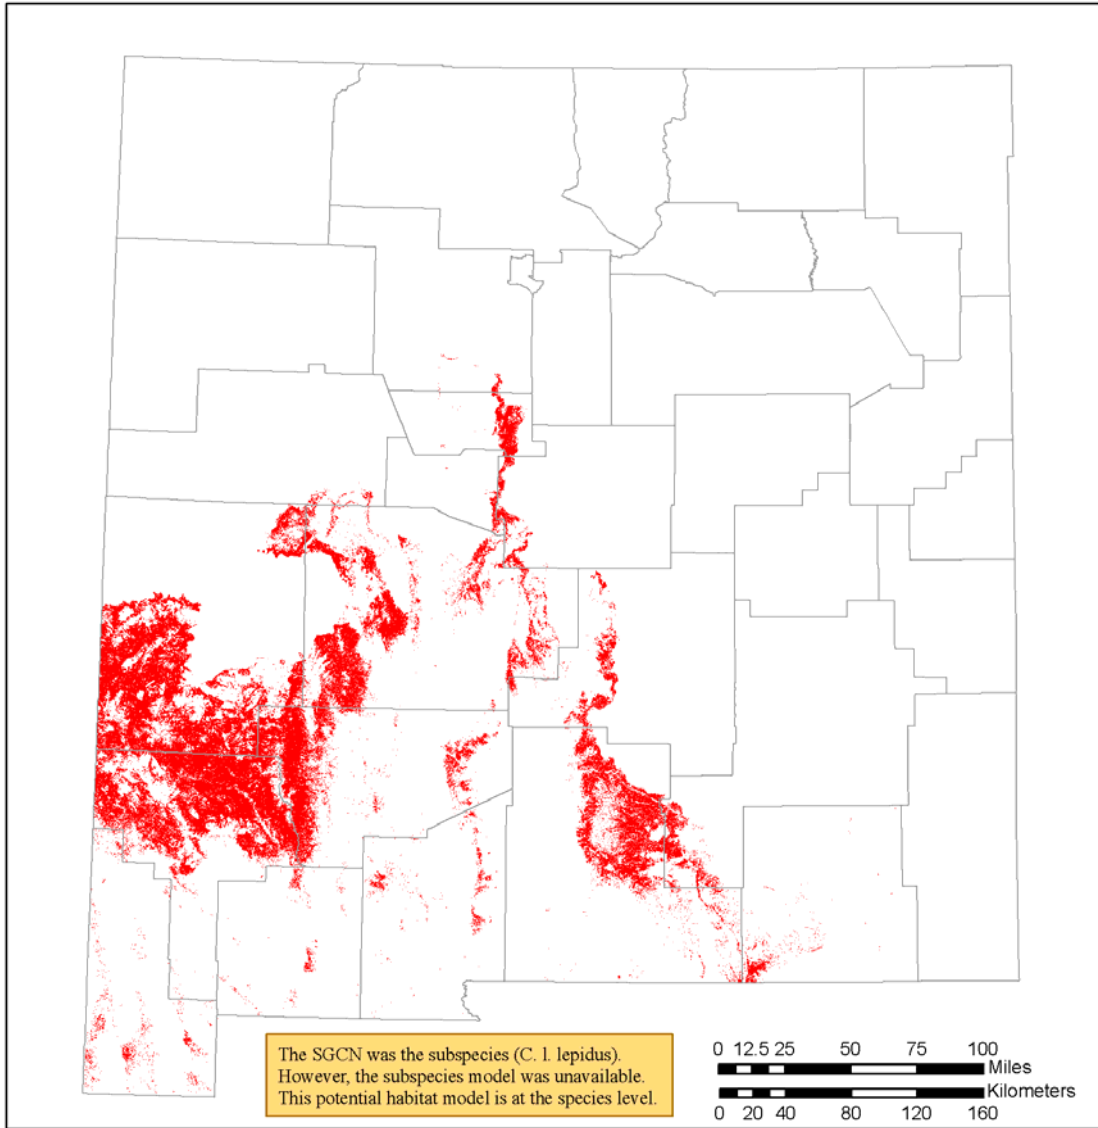 The SGCN was the subspecies (C. l. lepidus).
However, the subspecies model was unavailable.
This potential habitat model is at the species level.
0 12.5 25 50 75 100
Miles
Kilometers
0 20 40 80 120 160